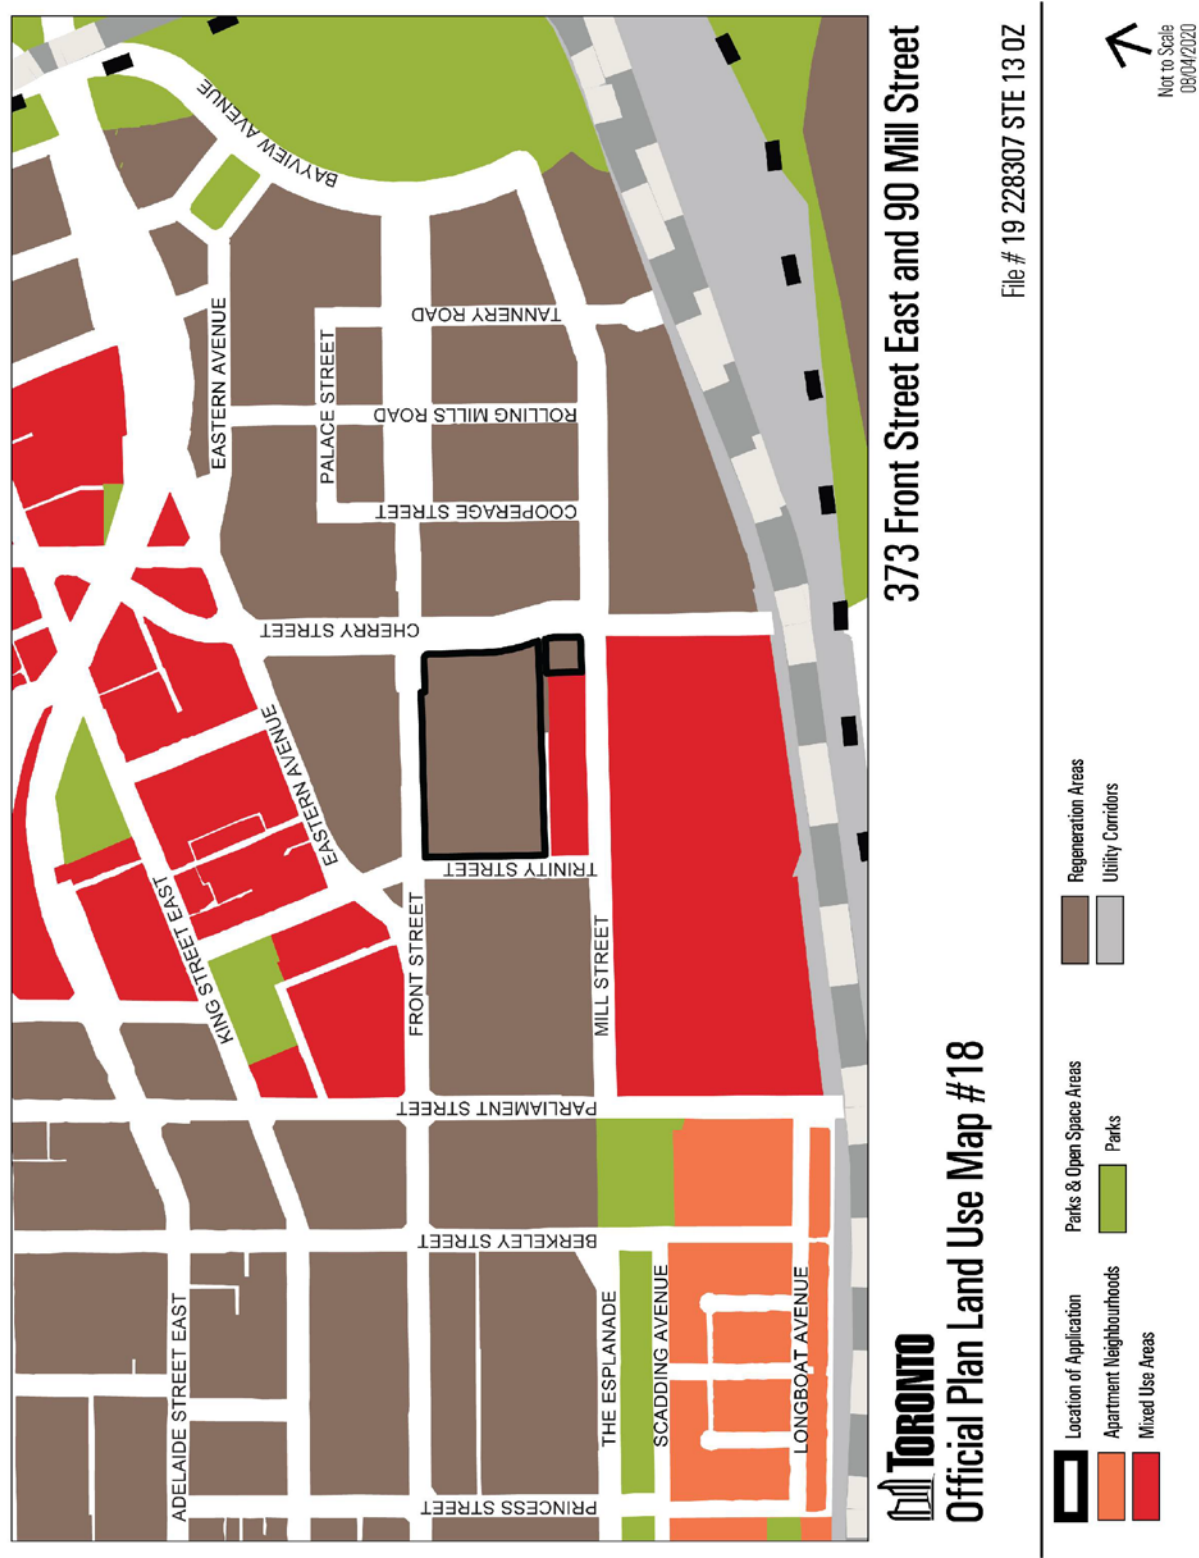 ADELAIDE STREET EAST
KING STREET EAST
EASTERN AVENUE
EASTERN AVENUE
BAYVIEW AVENUE
PALACE STREET
FRONT STREET
MILL STREET
THE ESPLANADE
SCADDING AVENUE
LONGBOAT AVENUE
PRINCESS STREET
BERKELEY STREET
PARLIAMENT STREET
TRINITY STREET
CHERRY STREET
COOPERAGE STREET
ROLLING MILLS ROAD
TANNERY ROAD
TORONTO
Official Plan Land Use Map #18
373 Front Street East and 90 Mill Street
File # 19 228307 STE 13 OZ
Location of Application
Apartment Neighbourhoods
Mixed Use Areas
Parks & Open Space Areas
Parks
Regeneration Areas
Utility Corridors
Not to Scale
08/04/2020